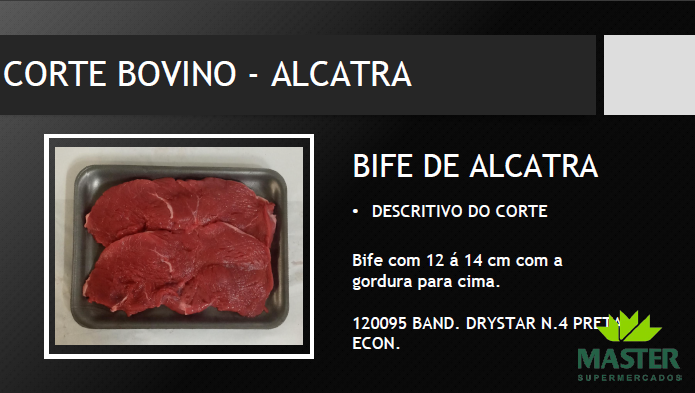 CORTE BOVINO - ALCATRA
BIFE DE ALCATRA
• DESCRITIVO DO CORTE
Bife com 12 á 14 cm com a
gordura para cima.
120095 BAND. DRYSTAR N.4 PRETA
ECON.
MASTER
SUPERMERCADOS